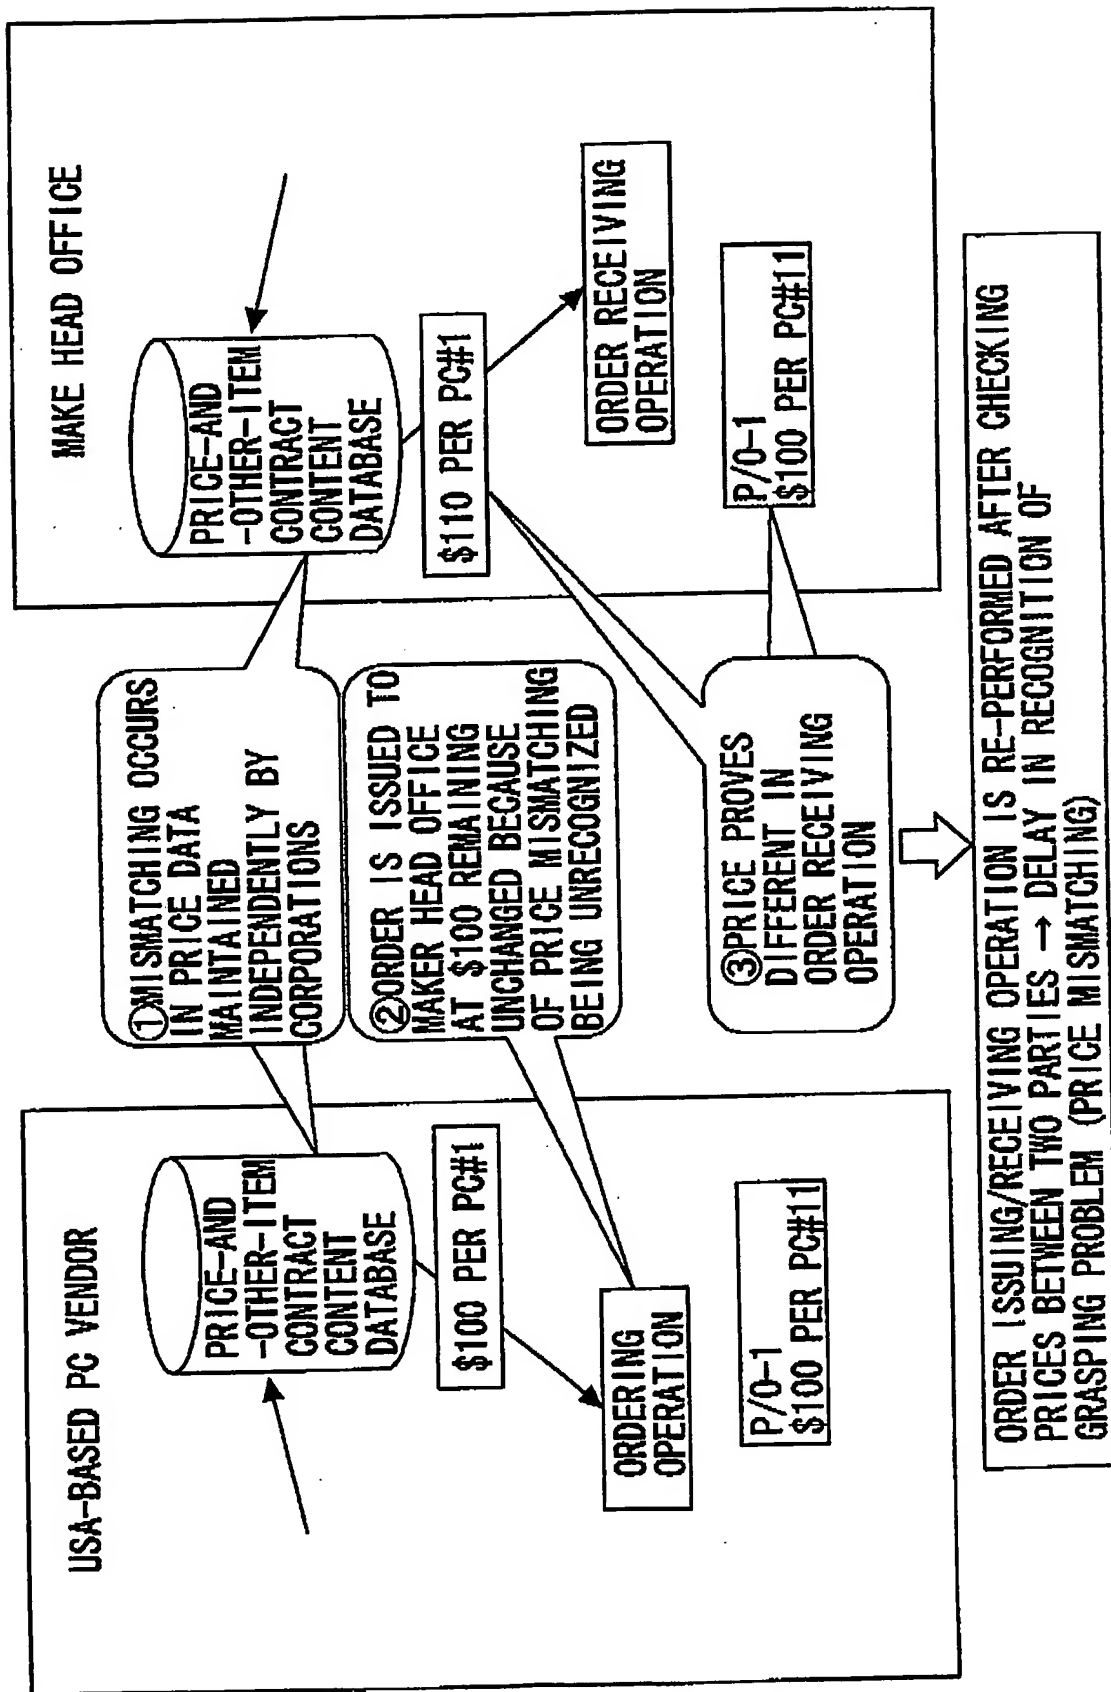 USA-BASED PC VENDOR
PRICE-AND
-OTHER-ITEM
CONTRACT
CONTENT
DATABASE
$100 PER PC#1
ORDERING
OPERATION
P/O-1
$100 PER PC#11
①MISMATCHING OCCURS
IN PRICE DATA
MAINTAINED
INDEPENDENTLY BY
CORPORATIONS
②ORDER IS ISSUED TO
MAKER HEAD OFFICE
AT $100 REMAINING
UNCHANGED BECAUSE
OF PRICE MISMATCHING
BEING UNRECOGNIZED
③PRICE PROVES
DIFFERENT IN
ORDER RECEIVING
OPERATION
MAKE HEAD OFFICE
PRICE-AND
-OTHER-ITEM
CONTRACT
CONTENT
DATABASE
$110 PER PC#1
ORDER RECEIVING
OPERATION
P/O-1
$100 PER PC#11
ORDER ISSUING/RECEIVING OPERATION IS RE-PERFORMED AFTER CHECKING
PRICES BETWEEN TWO PARTIES → DELAY IN RECOGNITION OF
GRASPING PROBLEM (PRICE MISMATCHING)